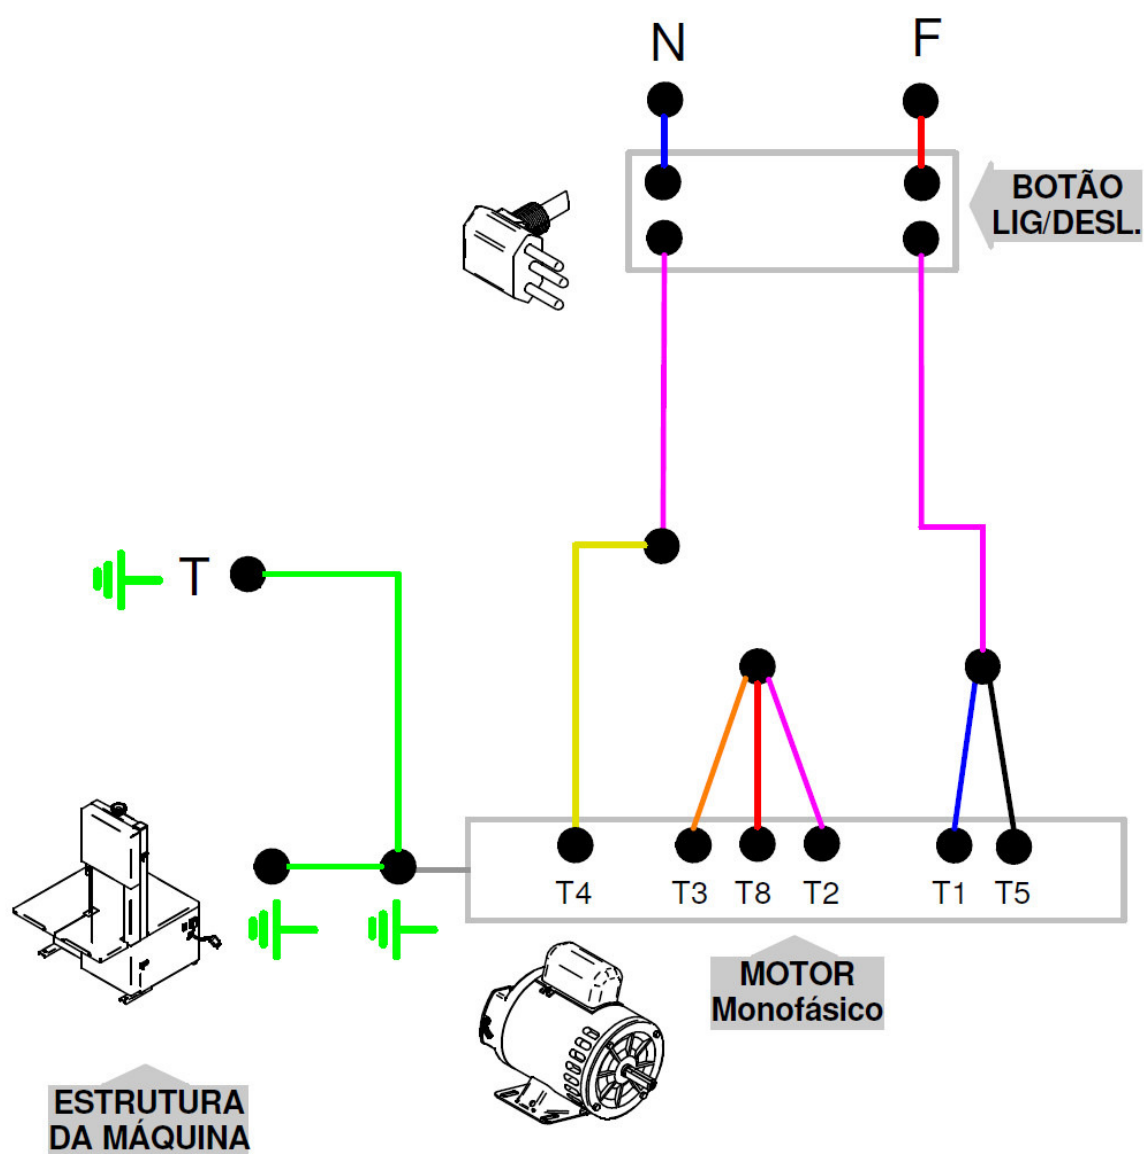 N F
BOTÃO
LIG/DESL.
T
T4 T3 T8 T2 T1 T5
MOTOR
Monofásico
ESTRUTURA
DA MÁQUINA